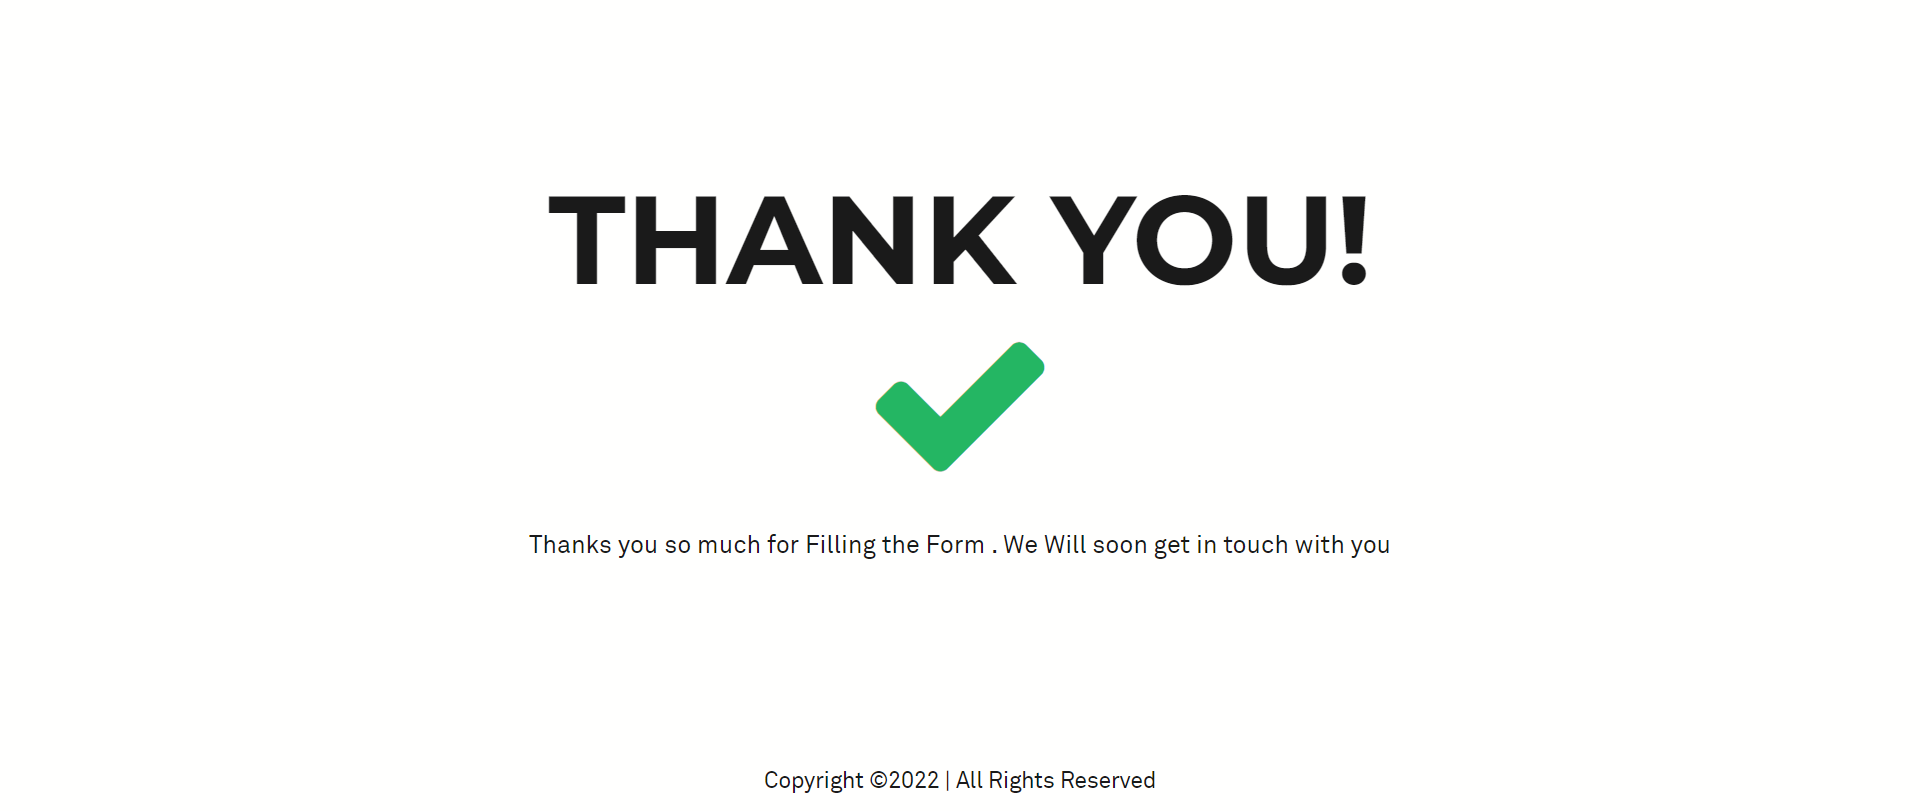 THANK YOU!
Thanks you so much for Filling the Form . We Will soon get in touch with you
Copyright ©2022 | All Rights Reserved